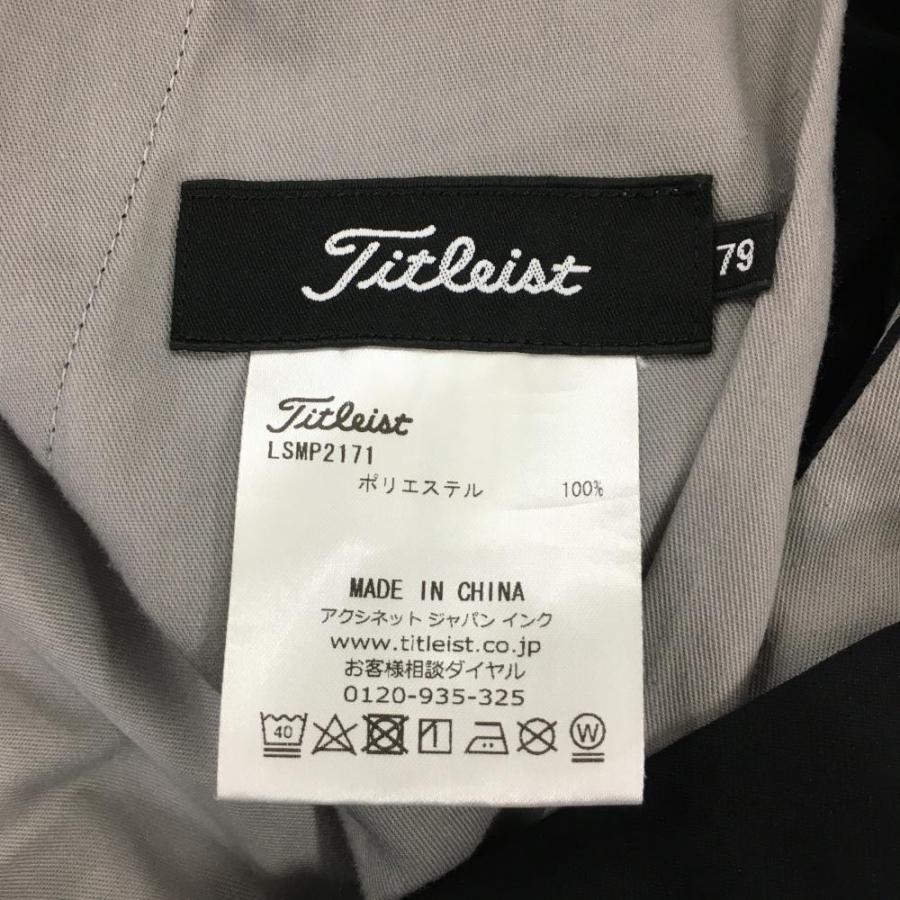 Titleist
79
Titleist
LSMP2171
ポリエステル 100%
MADE IN CHINA
アクシネット ジャパン インク
www.titleist.co.jp
お客様相談ダイヤル
0120-935-325
40
W